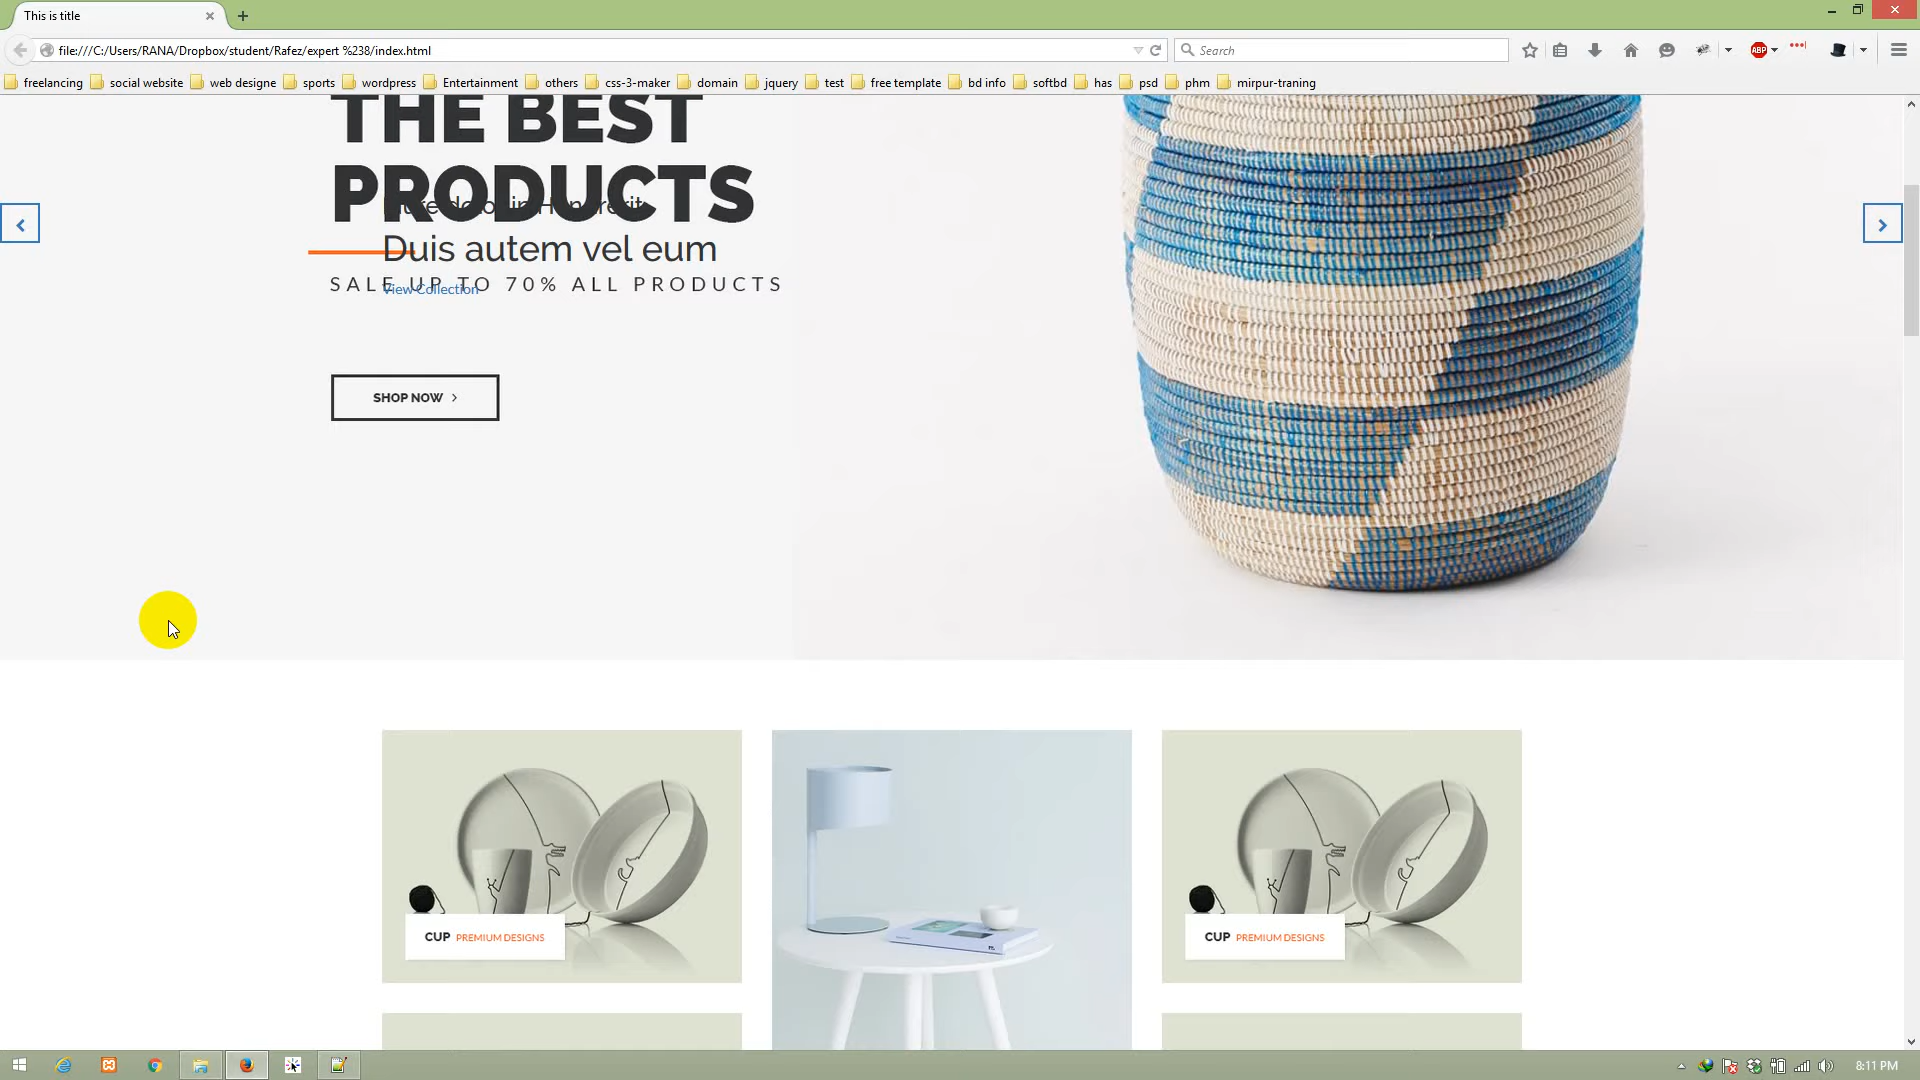 This is title
file:///C:/Users/RANA/Dropbox/student/Rafez/expert %238/index.html
Search
freelancing social website web designe sports wordpress Entertainment others css-3-maker domain jquery test free template bd info softbd has psd phm mirpur-traning
THE BEST
PRODUCTS
Duis autem vel eum
SALE UP TO 70% ALL PRODUCTS
View Collection
SHOP NOW
CUP PREMIUM DESIGNS
CUP PREMIUM DESIGNS
ABP
8:11 PM